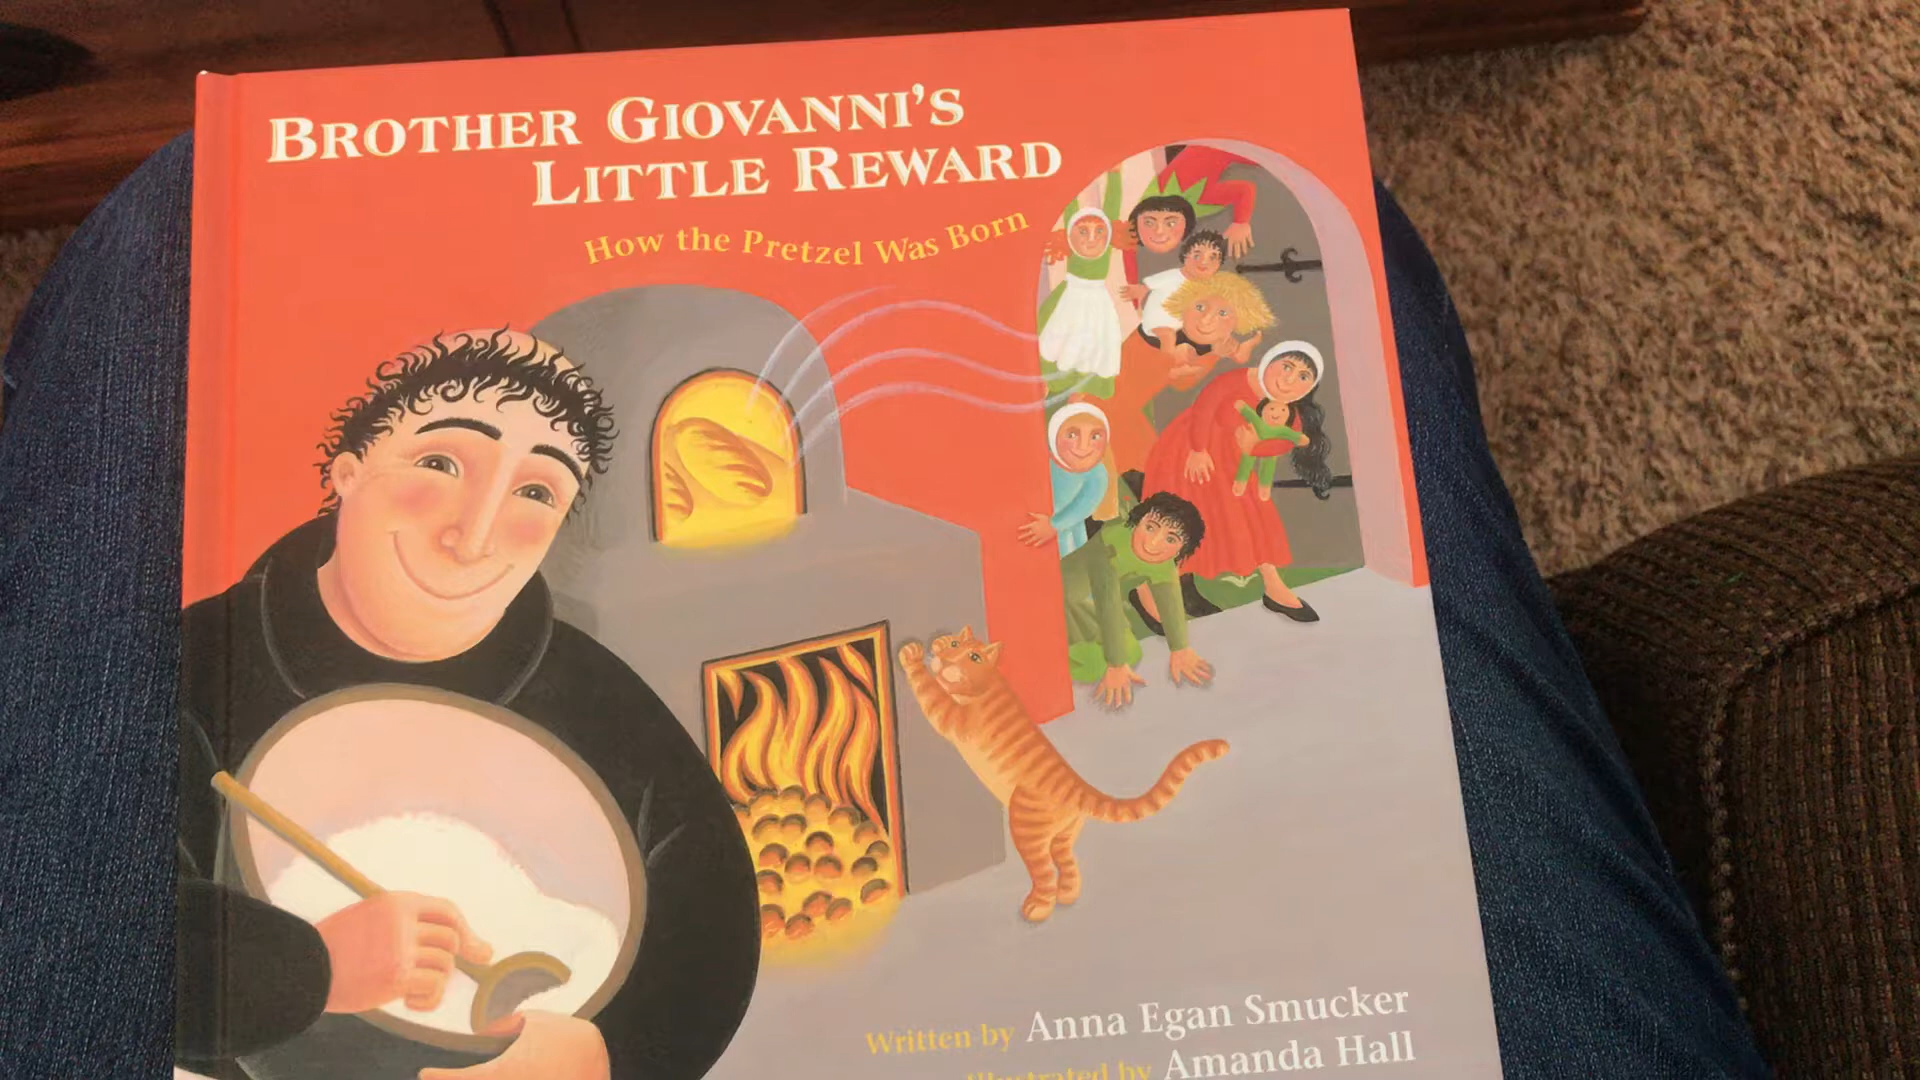 BROTHER GIOVANNI'S
LITTLE REWARD
How the Pretzel Was Born
Written by Anna Egan Smucker
Illustrated by Amanda Hall